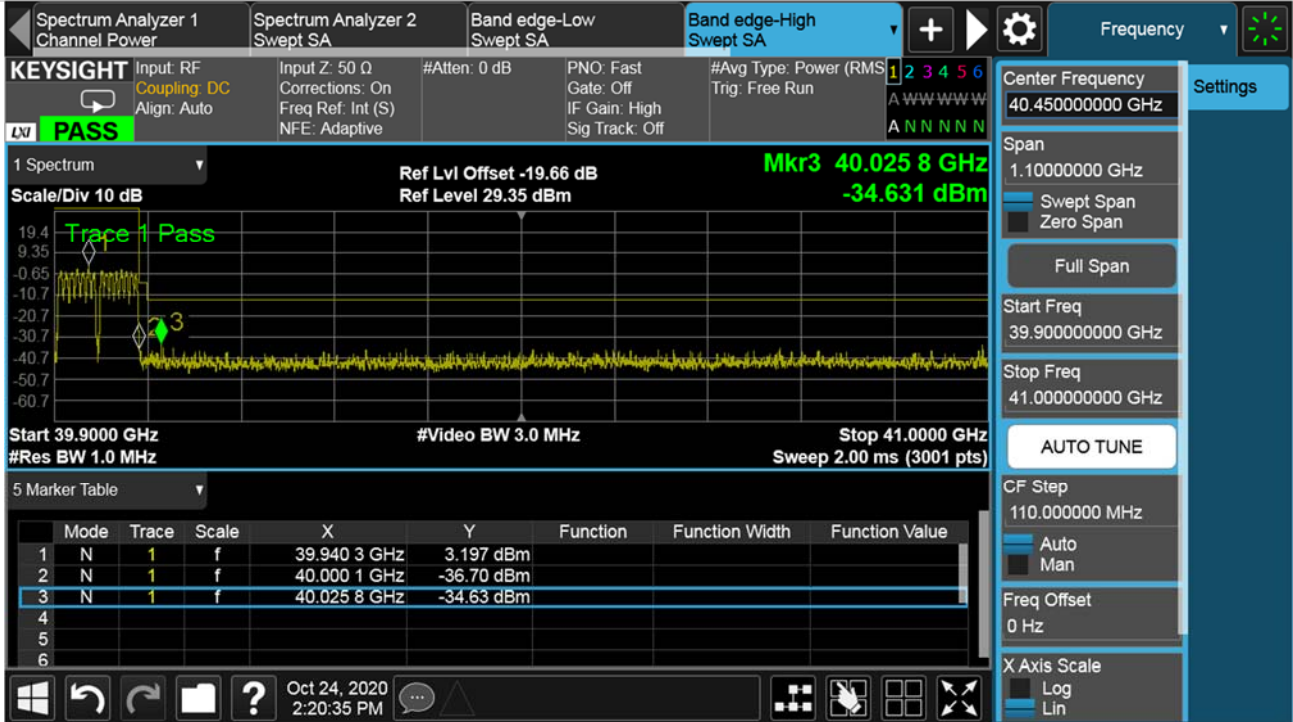 Spectrum Analyzer 1
Channel Power
Spectrum Analyzer 2
Swept SA
Band edge-Low
Swept SA
Band edge-High
Swept SA
Frequency
KEYSIGHT
LXI PASS
Input: RF
Coupling: DC
Align: Auto
Input Z: 50 Ω
Corrections: On
Freq Ref: Int (S)
NFE: Adaptive
#Atten: 0 dB
PNO: Fast
Gate: Off
IF Gain: High
Sig Track: Off
#Avg Type: Power (RMS
Trig: Free Run
1 2 3 4 5 6
A W W W W W
A N N N N N
1 Spectrum
Scale/Div 10 dB
Ref Lvl Offset -19.66 dB
Ref Level 29.35 dBm
Mkr3 40.025 8 GHz
-34.631 dBm
Trace 1 Pass
19.4
9.35
-0.65
-10.7
-20.7
-30.7
-40.7
-50.7
-60.7
1
2
3
Start 39.9000 GHz
#Res BW 1.0 MHz
#Video BW 3.0 MHz
Stop 41.0000 GHz
Sweep 2.00 ms (3001 pts)
5 Marker Table
Mode Trace Scale X Y Function Function Width Function Value
1 N 1 f 39.940 3 GHz 3.197 dBm
2 N 1 f 40.000 1 GHz -36.70 dBm
3 N 1 f 40.025 8 GHz -34.63 dBm
4
5
6
Oct 24, 2020
2:20:35 PM
?
Settings
Center Frequency
40.450000000 GHz
Span
1.10000000 GHz
Swept Span
Zero Span
Full Span
Start Freq
39.900000000 GHz
Stop Freq
41.000000000 GHz
AUTO TUNE
CF Step
110.000000 MHz
Auto
Man
Freq Offset
0 Hz
X Axis Scale
Log
Lin